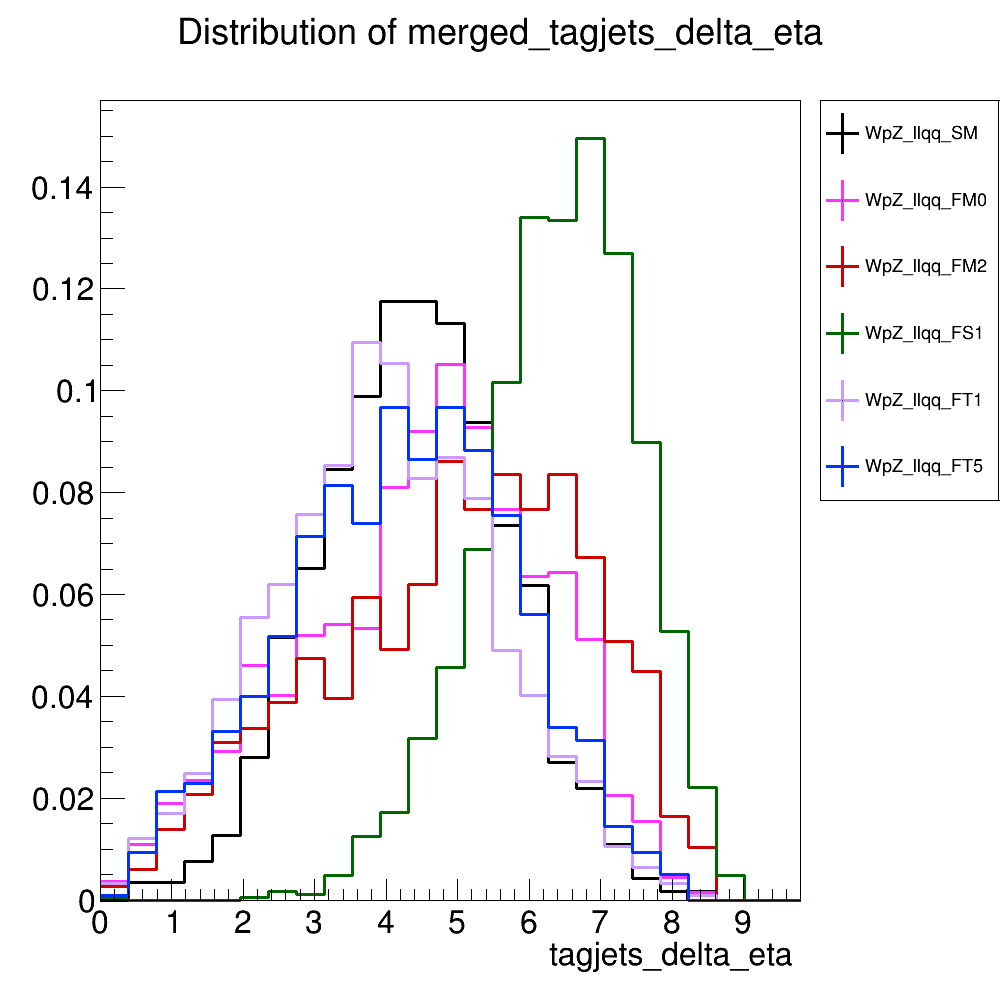 Distribution of merged_tagjets_delta_eta
WpZ_llqq_SM
WpZ_llqq_FM0
WpZ_llqq_FM2
WpZ_llqq_FS1
WpZ_llqq_FT1
WpZ_llqq_FT5
0.14
0.12
0.1
0.08
0.06
0.04
0.02
0
0 1 2 3 4 5 6 7 8 9
tagjets_delta_eta